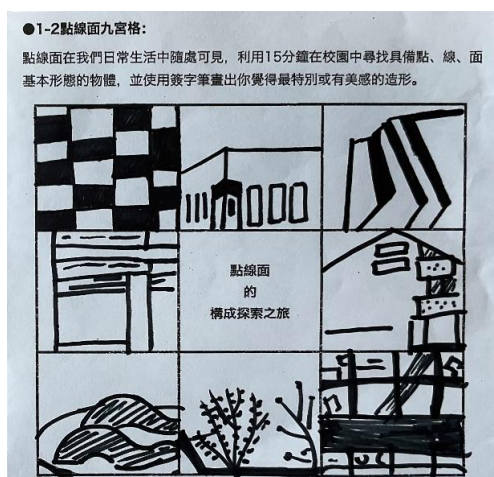 ●1-2點線面九宮格：
點線面在我們日常生活中隨處可見，利用15分鐘在校園中尋找具備點、線、面
基本形態的物體，並使用簽字筆畫出你覺得最特別或有美感的造形。
點線面
的
構成探索之旅